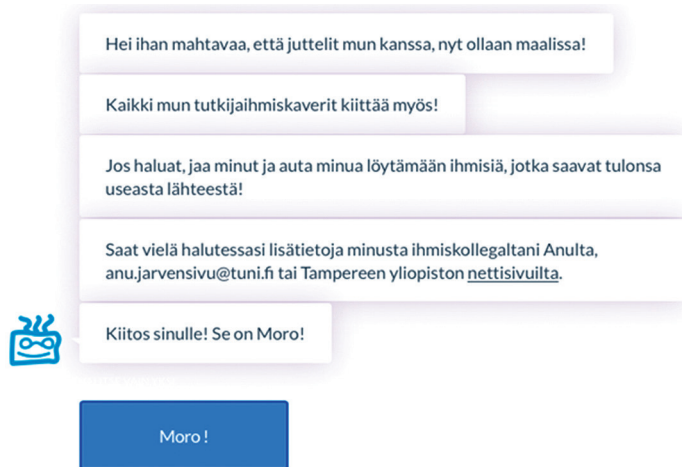 Hei ihan mahtavaa, että juttelit mun kanssa, nyt ollaan maalissa!
Kaikki mun tutkijaihmiskaverit kiittää myös!
Jos haluat, jaa minut ja auta minua löytämään ihmisiä, jotka saavat tulonsa
useasta lähteestä!
Saat vielä halutessasi lisätietoja minusta ihmiskollegaltani Anulta,
anu.jarvensivu@tuni.fi tai Tampereen yliopiston nettisivuilta.
Kiitos sinulle! Se on Moro!
Moro !